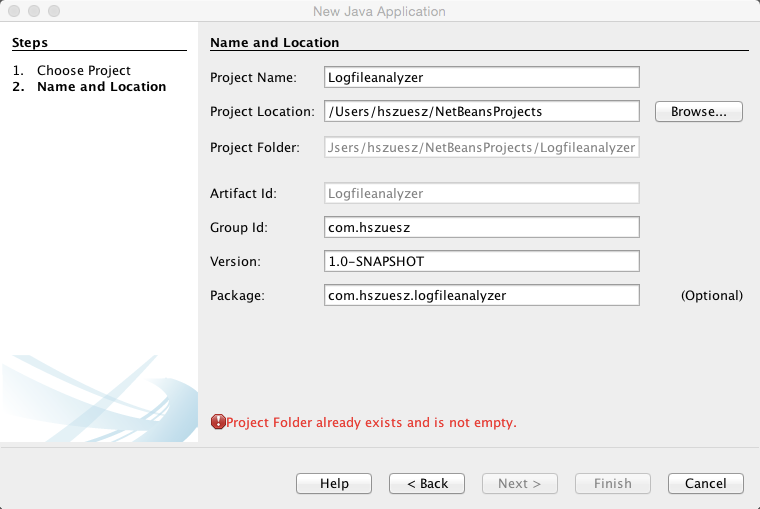 New Java Application
Steps
1. Choose Project
2. Name and Location
Name and Location
Project Name: Logfileanalyzer
Project Location: /Users/hszuesz/NetBeansProjects Browse...
Project Folder: Jsers/hszuesz/NetBeansProjects/Logfileanalyzer
Artifact Id: Logfileanalyzer
Group Id: com.hszuesz
Version: 1.0-SNAPSHOT
Package: com.hszuesz.logfileanalyzer (Optional)
Project Folder already exists and is not empty.
Help < Back Next > Finish Cancel